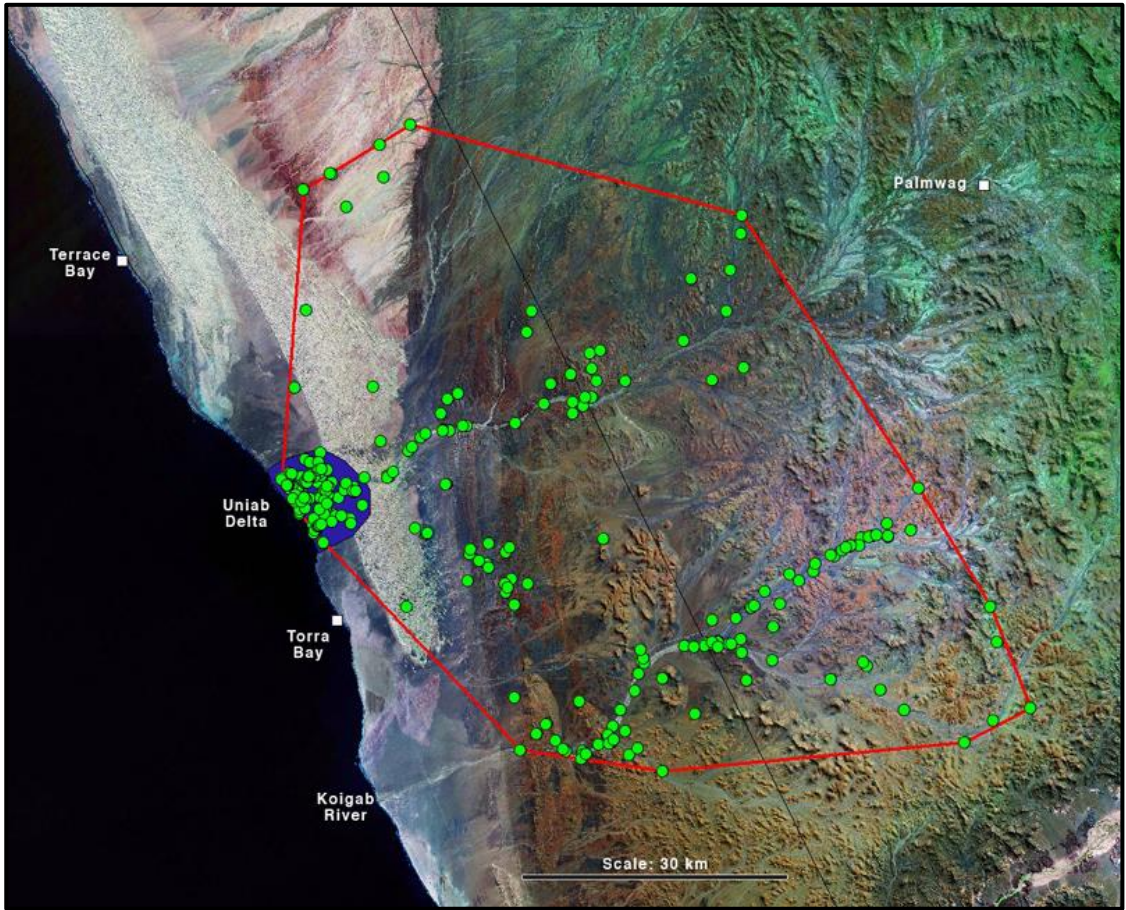 Palmwag
Terrace
Bay
Uniab
Delta
Torra
Bay
Koigab
River
Scale: 30 km